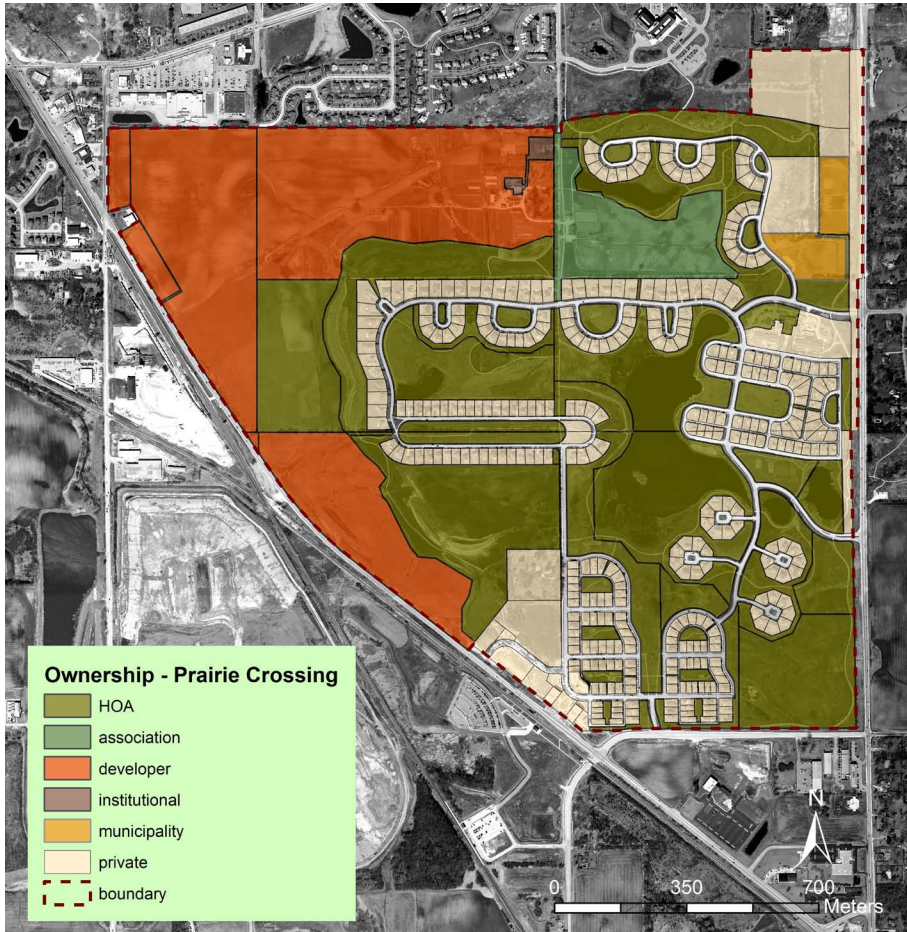 Ownership - Prairie Crossing
HOA
association
developer
institutional
municipality
private
boundary
N
0 350 700
Meters